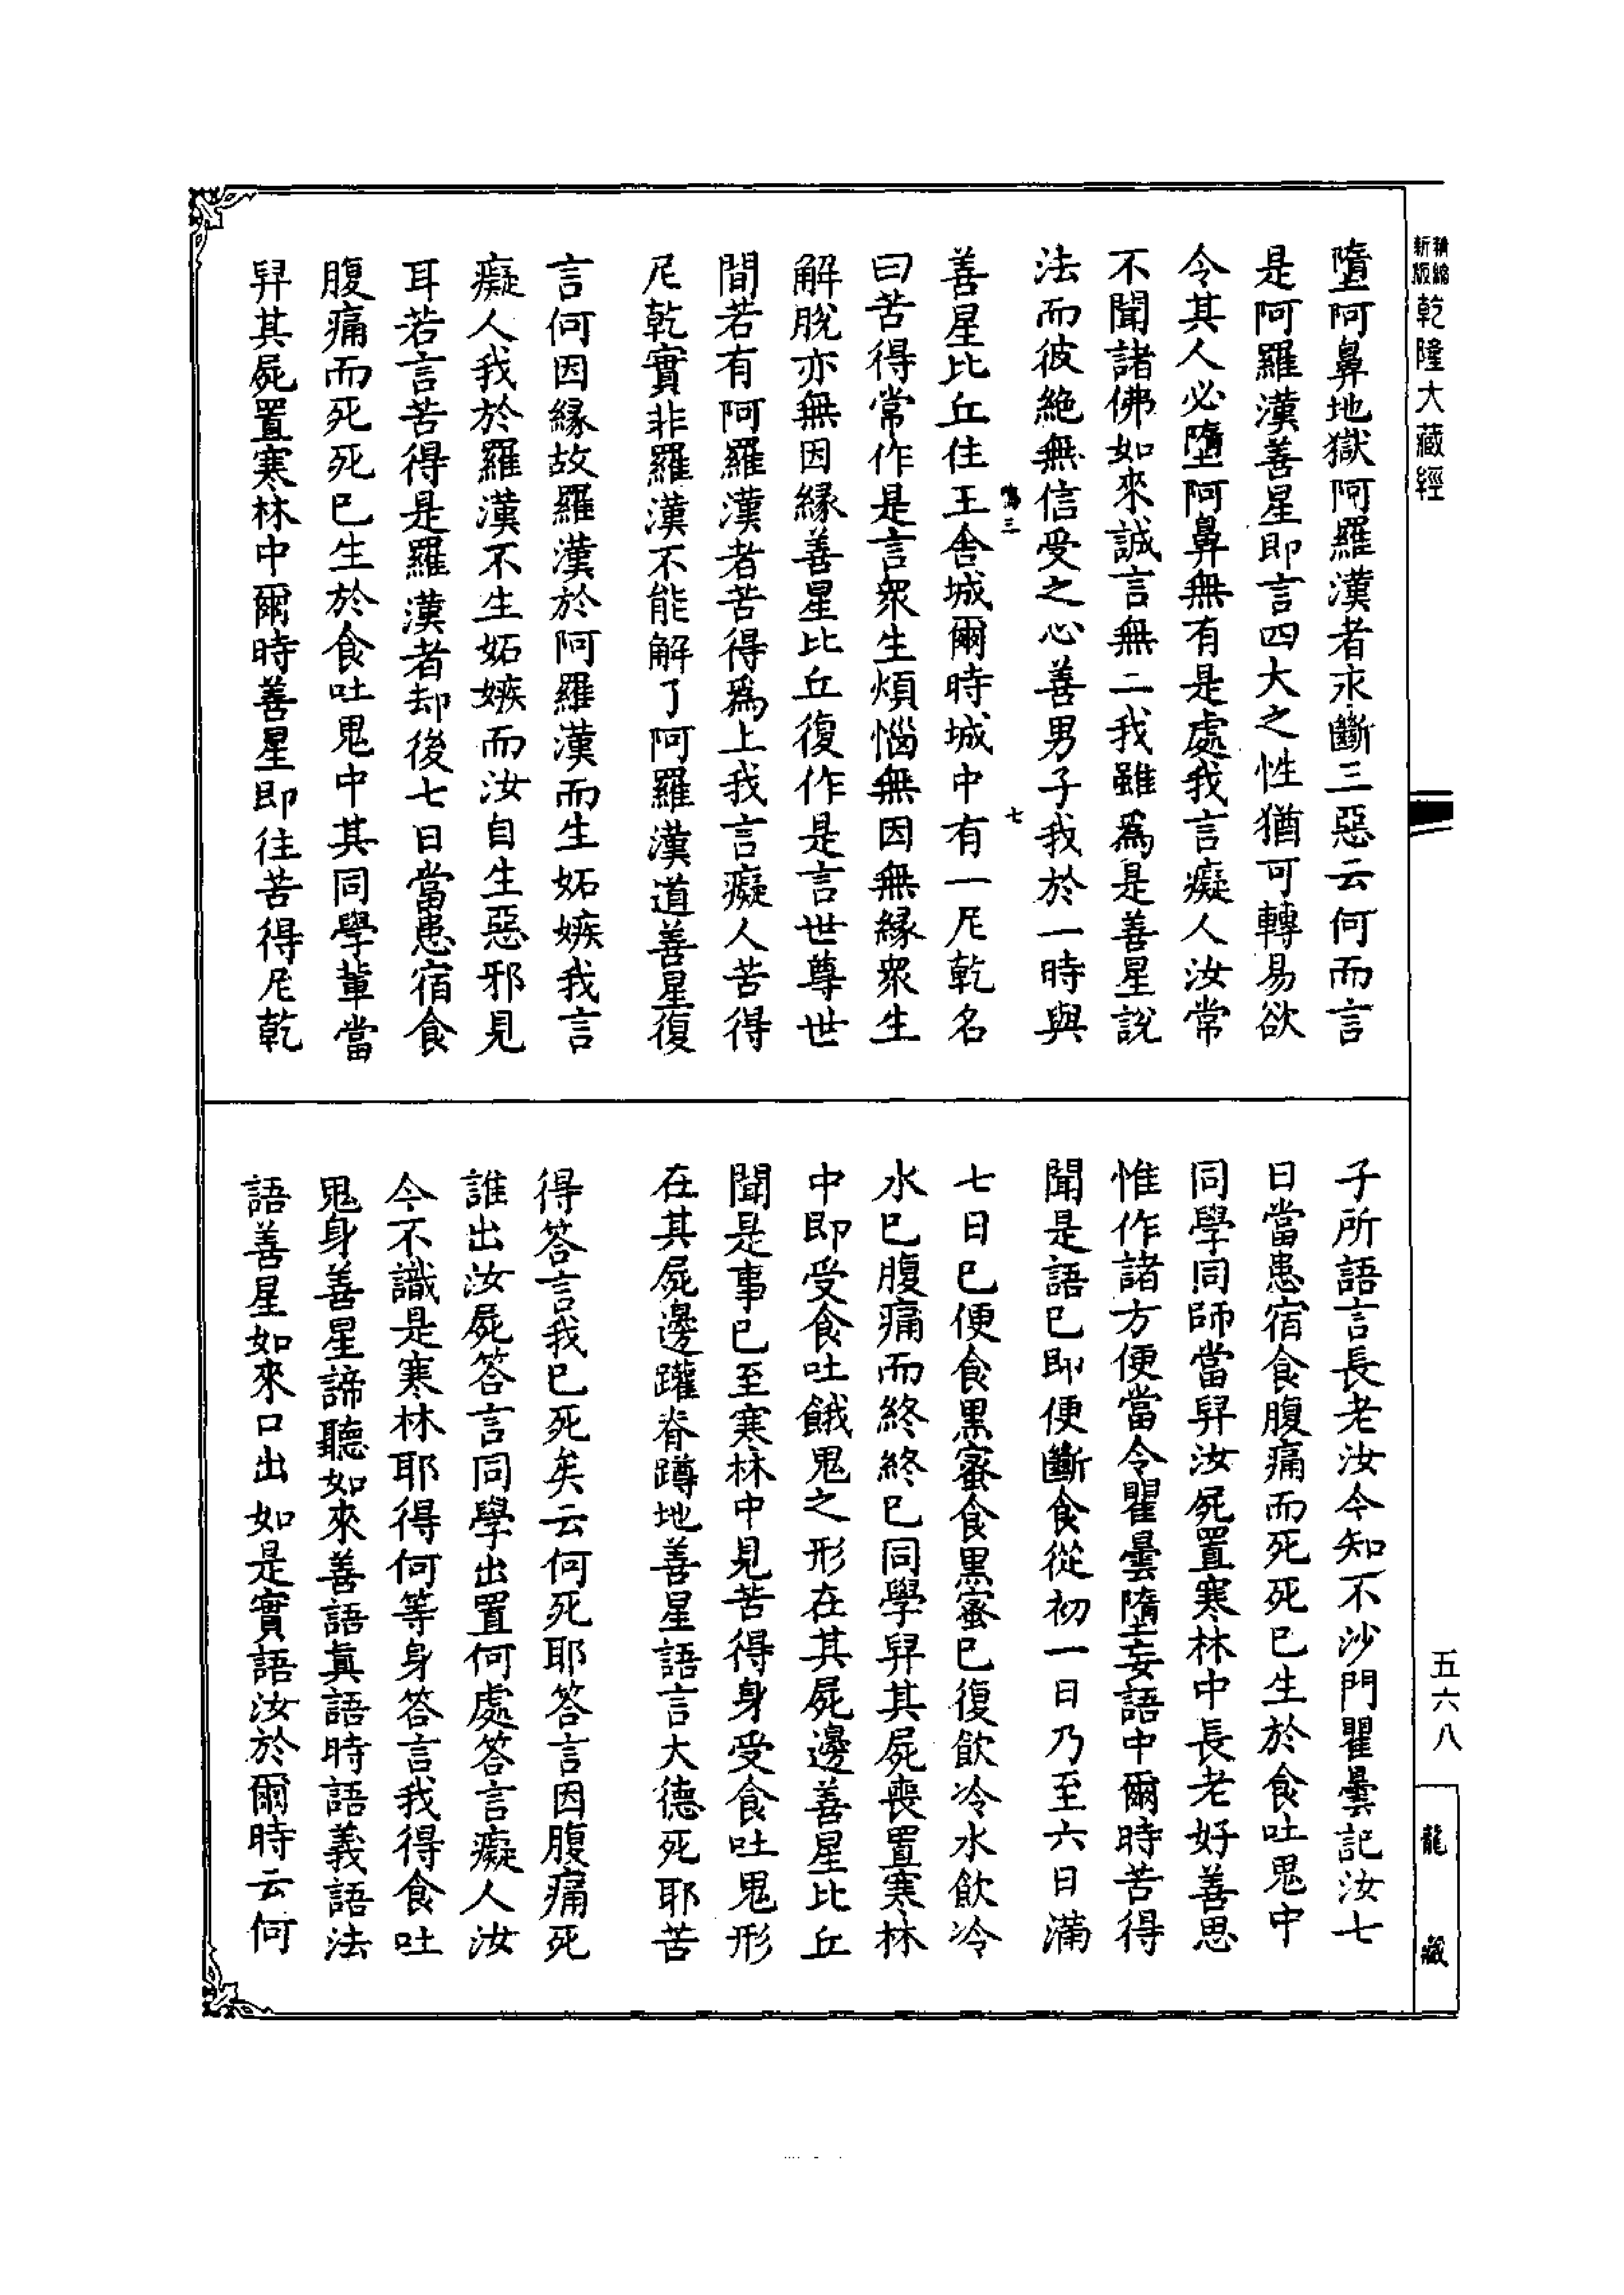 新版 精縮
乾隆大藏經
墮阿鼻地獄阿羅漢者永斷三惡云何而言
是阿羅漢善星即言四大之性猶可轉易欲
令其人必墮阿鼻無有是處我言癡人汝常
不聞諸佛如來誠言無二我雖爲是善星說
法而彼絶無信受之心善男子我於一時與
三 七
善星比丘住王舍城爾時城中有一尼乾名
曰苦得常作是言衆生煩惱無因無緣衆生
解脫亦無因緣善星比丘復作是言世尊世
間若有阿羅漢者苦得爲上我言癡人苦得
尼乾實非羅漢不能解了阿羅漢道善星復
言何因緣故羅漢於阿羅漢而生妬嫉我言
癡人我於羅漢不生妬嫉而汝自生惡邪見
耳若言苦得是羅漢者却後七日當患宿食
腹痛而死死已生於食吐鬼中其同學輩當
舁其屍置寒林中爾時善星即往苦得尼乾
子所語言長老汝今知不沙門瞿曇記汝七
日當患宿食腹痛而死死已生於食吐鬼中
同學同師當舁汝屍置寒林中長老好善思
惟作諸方便當令瞿曇墮妄語中爾時苦得
聞是語已即便斷食從初一日乃至六日滿
七日已便食黑蜜食黑蜜已復飲冷水飲冷
水已腹痛而終終已同學舁其屍喪置寒林
中即受食吐餓鬼之形在其屍邊善星比丘
聞是事已至寒林中見苦得身受食吐鬼形
在其屍邊躨脊蹲地善星語言大德死耶苦
得答言我已死矣云何死耶答言因腹痛死
誰出汝屍答言同學出置何處答言癡人汝
今不識是寒林耶得何等身答言我得食吐
鬼身善星諦聽如來善語眞語時語義語法
語善星如來口出如是實語汝於爾時云何
五六八
龍藏